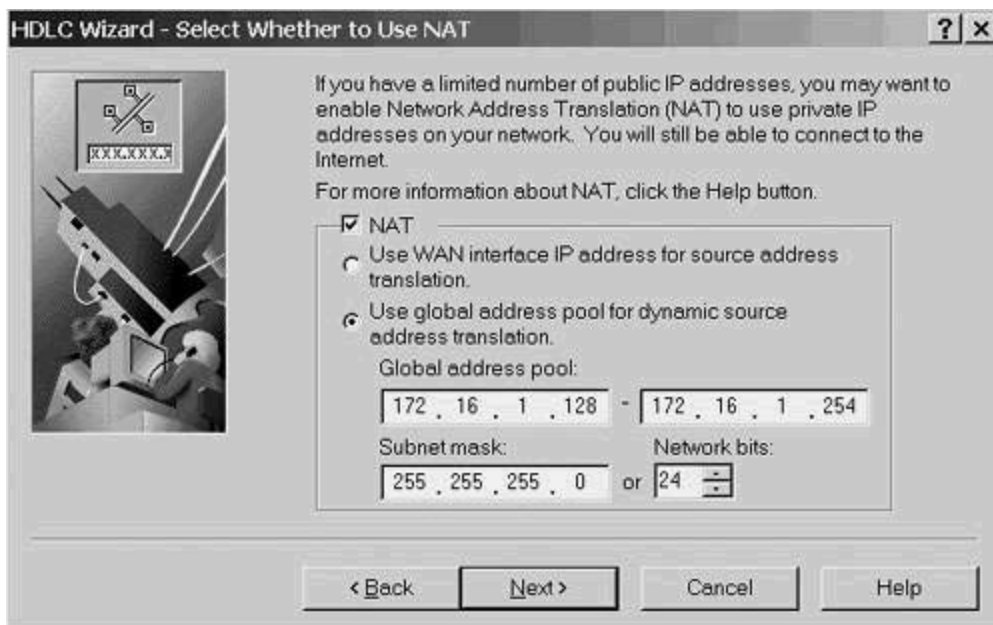 HDLC Wizard - Select Whether to Use NAT
? ×
XXX.XXX.X
If you have a limited number of public IP addresses, you may want to
enable Network Address Translation (NAT) to use private IP
addresses on your network. You will still be able to connect to the
Internet.
For more information about NAT, click the Help button.
NAT
Use WAN interface IP address for source address
translation.
Use global address pool for dynamic source
address translation.
Global address pool:
172 . 16 . 1 . 128 - 172 . 16 . 1 . 254
Subnet mask: Network bits:
255 . 255 . 255 . 0 or 24
< Back Next > Cancel Help